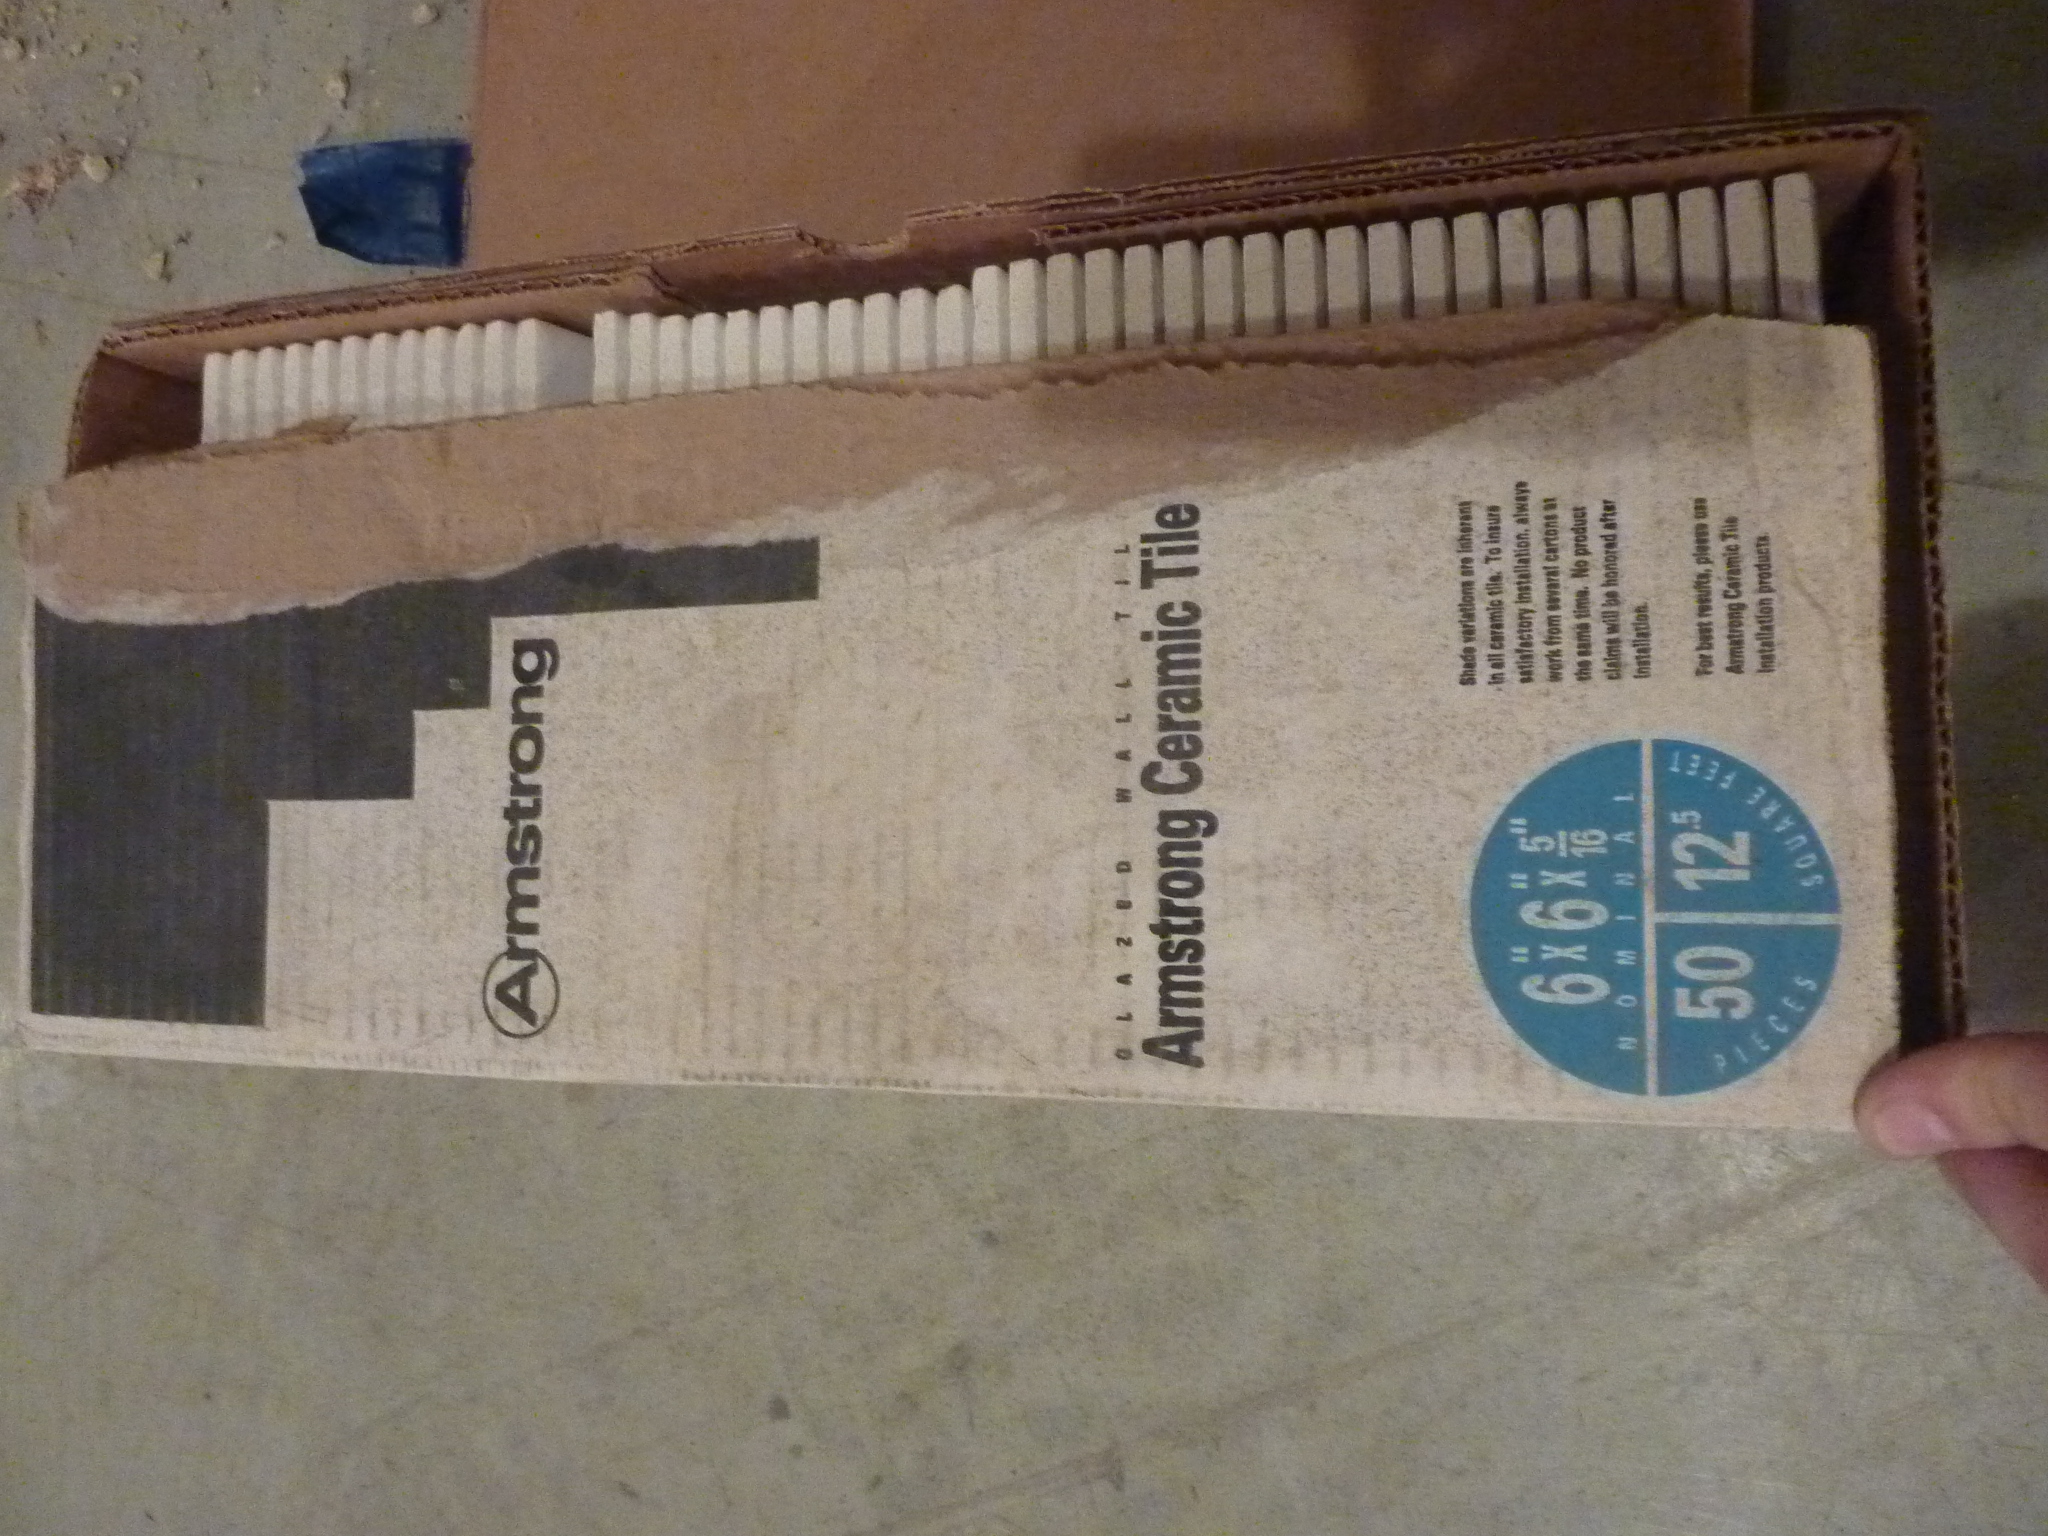 Armstrong
GLAZED WALL TIL
Armstrong Ceramic Tile
Shade variations are inherent
in all ceramic tile. To insure
satisfactory installation, always
work from several cartons at
the same time. No product
claims will be honored after
installation.
For best results, please use
Armstrong Ceramic Tile
installation products.
6" x 6" x 5/16"
NOMINAL
50 PIECES
12.5 SQUARE FEET